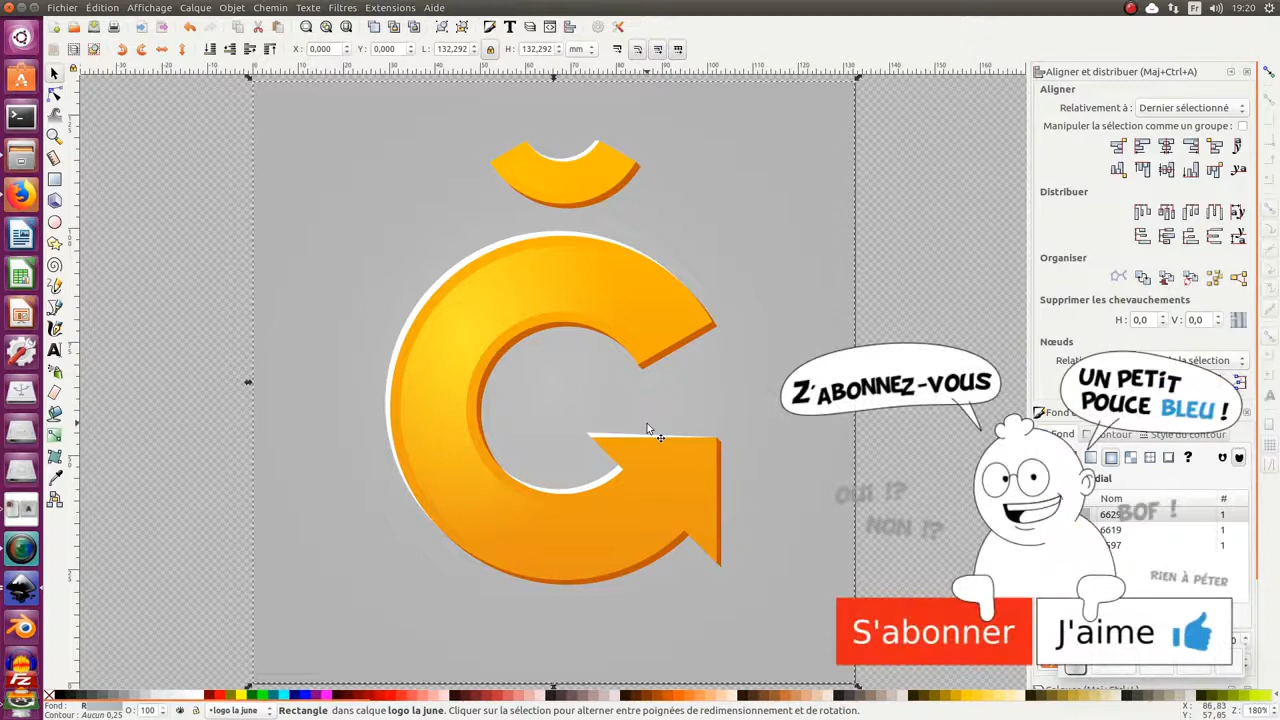 Fichier Édition Affichage Calque Objet Chemin Texte Filtres Extensions Aide
Fr 19:20
X : 0,000 Y : 0,000 L : 132,292 H : 132,292 mm
Aligner et distribuer (Maj+Ctrl+A)
Aligner
Relativement à : Dernier sélectionné
Manipuler la sélection comme un groupe :
Distribuer
Organiser
Supprimer les chevauchements
H : 0,0 V : 0,0
Nœuds
Z'ABONNEZ-VOUS
UN PETIT
POUCE BLEU !
Style du contour
Nom #
6629 1
6619 1
1
BOF !
NON !?
RIEN À PÉTER
S'abonner
J'aime
Fond :
Contour : Aucun 0,25
O : 100
•logo la june
Rectangle dans calque logo la june. Cliquer sur la sélection pour alterner entre poignées de redimensionnement et de rotation.
X : 86,83
Y : 57,05
Z : 180%